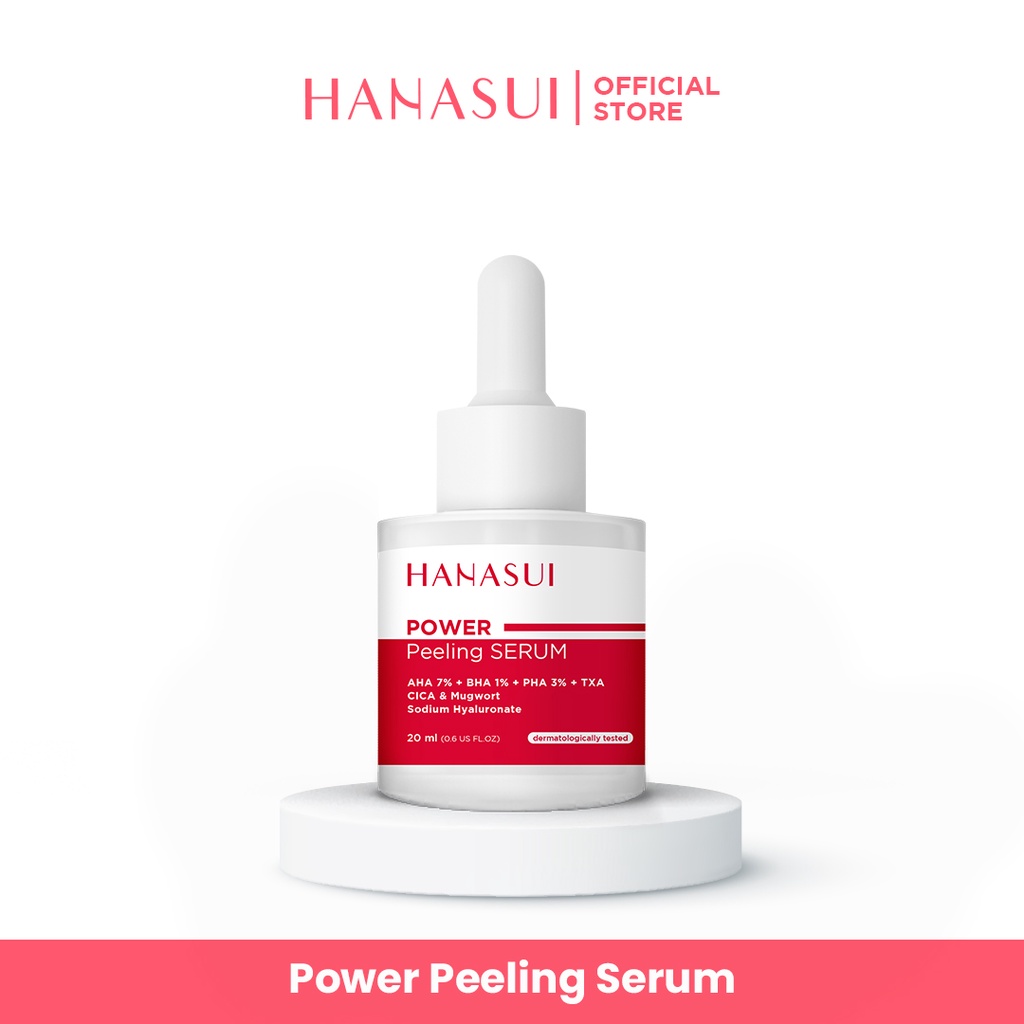 HANASUI
OFFICIAL
STORE
HANASUI
POWER
Peeling SERUM
AHA 7% + BHA 1% + PHA 3% + TXA
CICA & Mugwort
Sodium Hyaluronate
20 ml (0.6 US FL.OZ)
dermatologically tested
Power Peeling Serum